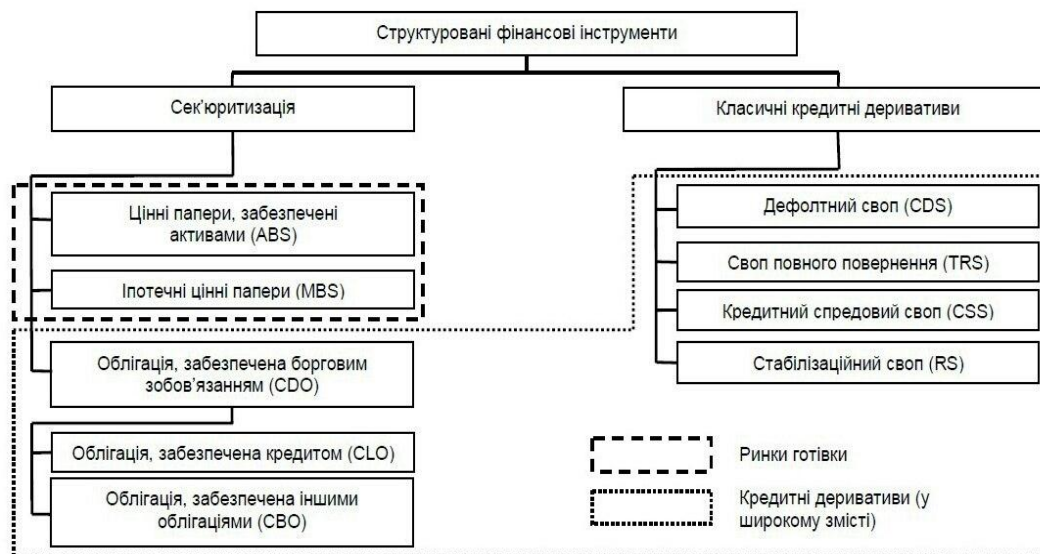 Структуровані фінансові інструменти
Сек’юритизація
Класичні кредитні деривативи
Цінні папери, забезпечені
активами (ABS)
Іпотечні цінні папери (MBS)
Облігація, забезпечена борговим
зобов’язанням (CDO)
Облігація, забезпечена кредитом (CLO)
Облігація, забезпечена іншими
облігаціями (CBO)
Дефолтний своп (CDS)
Своп повного повернення (TRS)
Кредитний спредовий своп (CSS)
Стабілізаційний своп (RS)
Ринки готівки
Кредитні деривативи (у
широкому змісті)